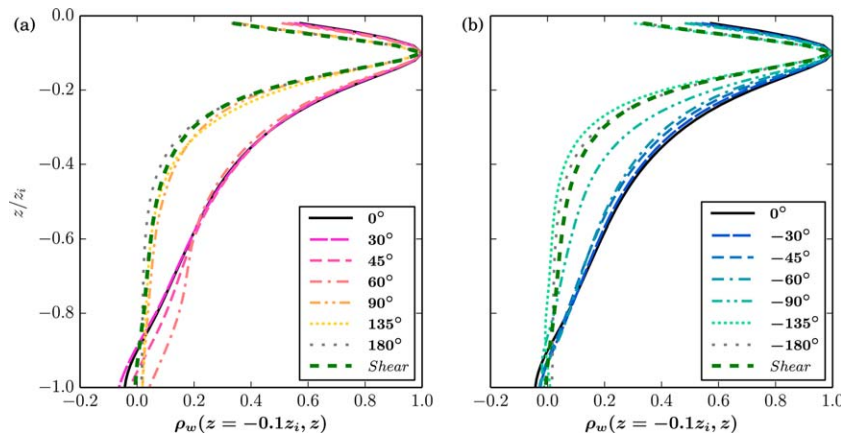 (a)
(b)
0.0
−0.2
−0.4
−0.6
−0.8
−1.0
z/z_i
0°
30°
45°
60°
90°
135°
180°
Shear
−0.2 0.0 0.2 0.4 0.6 0.8 1.0
ρ_w(z = −0.1z_i, z)
0°
−30°
−45°
−60°
−90°
−135°
−180°
Shear
−0.2 0.0 0.2 0.4 0.6 0.8 1.0
ρ_w(z = −0.1z_i, z)